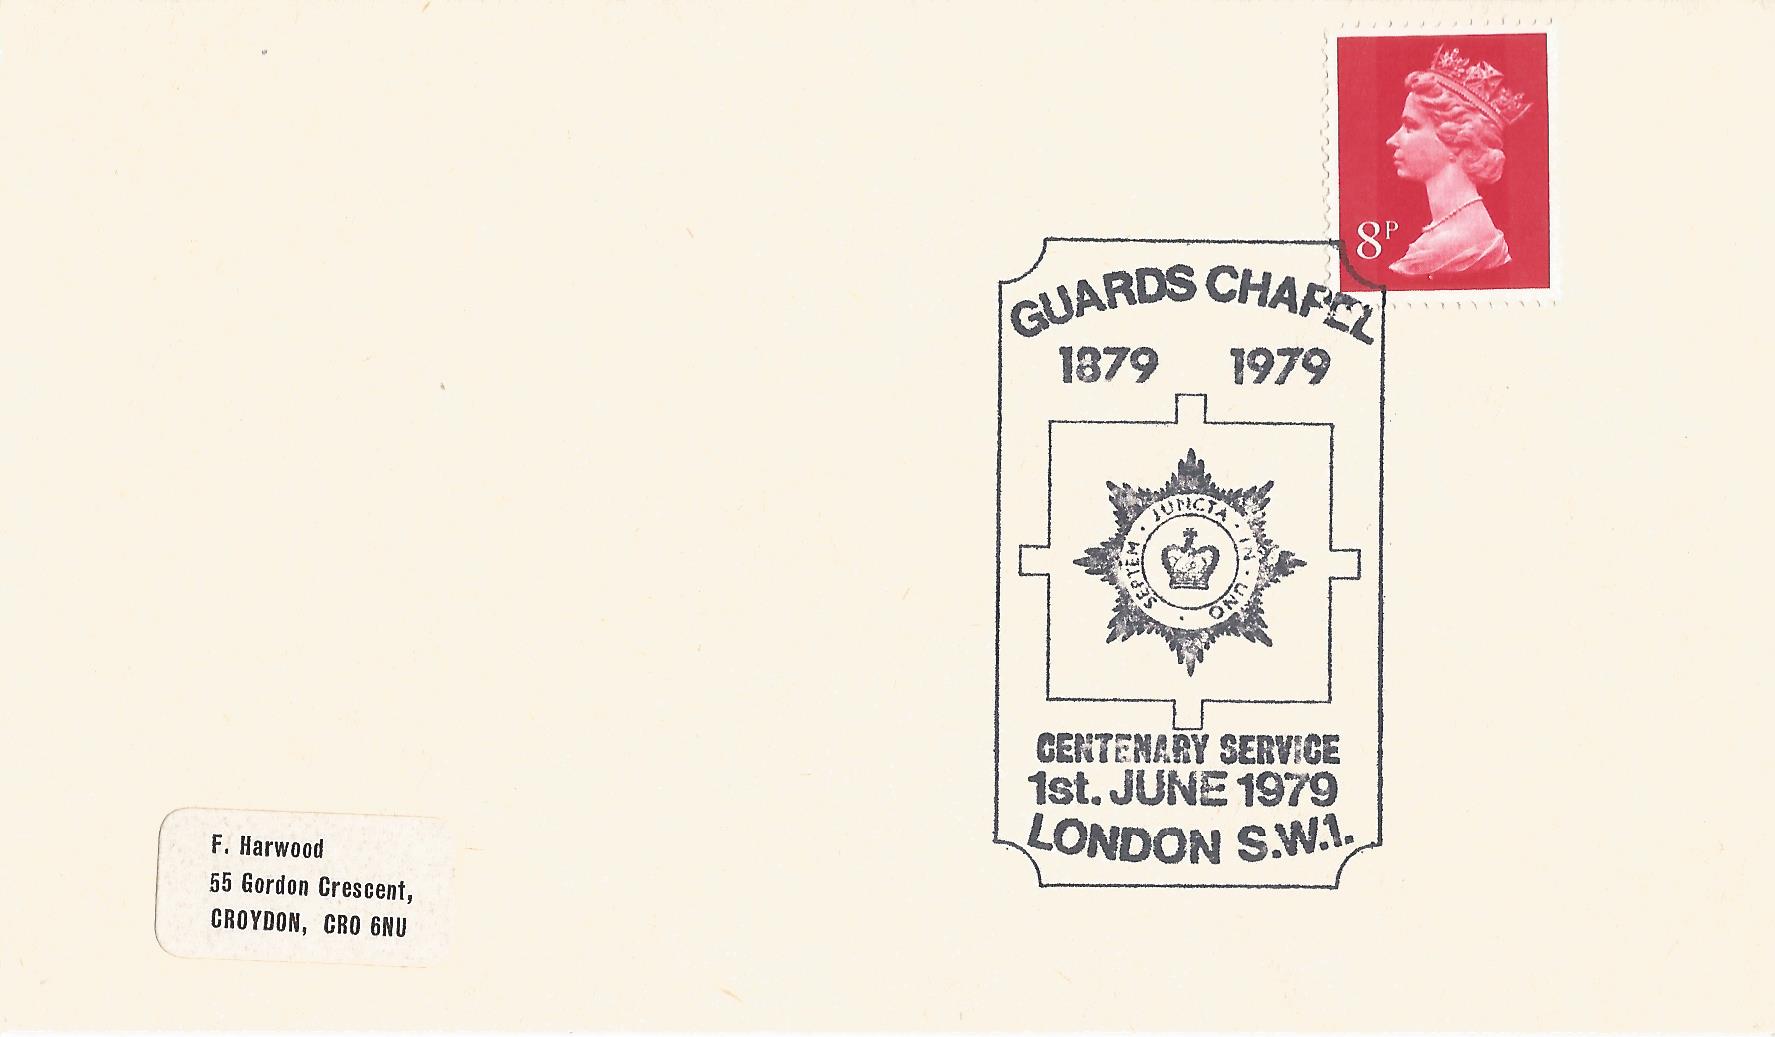 8P
GUARDS CHAPEL
1879 1979
SEPTEM · JUNCTA · IN · UNO ·
CENTENARY SERVICE
1st. JUNE 1979
LONDON S.W.1.
F. Harwood
55 Gordon Crescent,
CROYDON, CRO 6NU